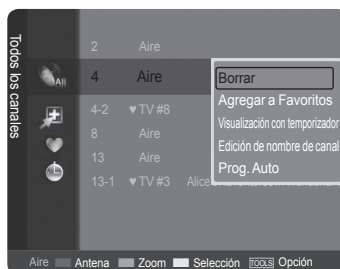 Todos los canales
All
2 Aire
4 Aire
4-2 ♥ TV #8
8 Aire
13 Aire
13-1 ♥ TV #3 Alice
Borrar
Agregar a Favoritos
Visualización con temporizador
Edición de nombre de canal
Prog. Auto
Aire Antena Zoom Selección TOOLS Opción